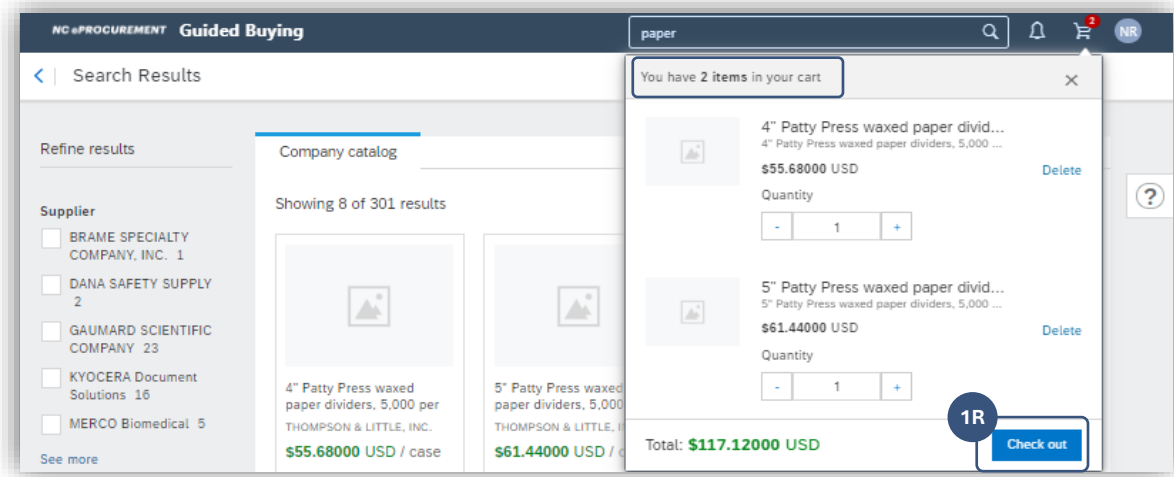 NC ePROCUREMENT Guided Buying
paper
2
NR
< Search Results
Refine results
Supplier
BRAME SPECIALTY
COMPANY, INC. 1
DANA SAFETY SUPPLY
2
GAUMARD SCIENTIFIC
COMPANY 23
KYOCERA Document
Solutions 16
MERCO Biomedical 5
See more
Company catalog
Showing 8 of 301 results
4" Patty Press waxed
paper dividers, 5,000 per
THOMPSON & LITTLE, INC.
$55.68000 USD / case
5" Patty Press waxed
paper dividers, 5,000
THOMPSON & LITTLE,
$61.44000 USD /
You have 2 items in your cart
×
4" Patty Press waxed paper divid...
4" Patty Press waxed paper dividers, 5,000 ...
$55.68000 USD
Delete
Quantity
- 1 +
5" Patty Press waxed paper divid...
5" Patty Press waxed paper dividers, 5,000 ...
$61.44000 USD
Delete
Quantity
- 1 +
1R
Total: $117.12000 USD
Check out
?